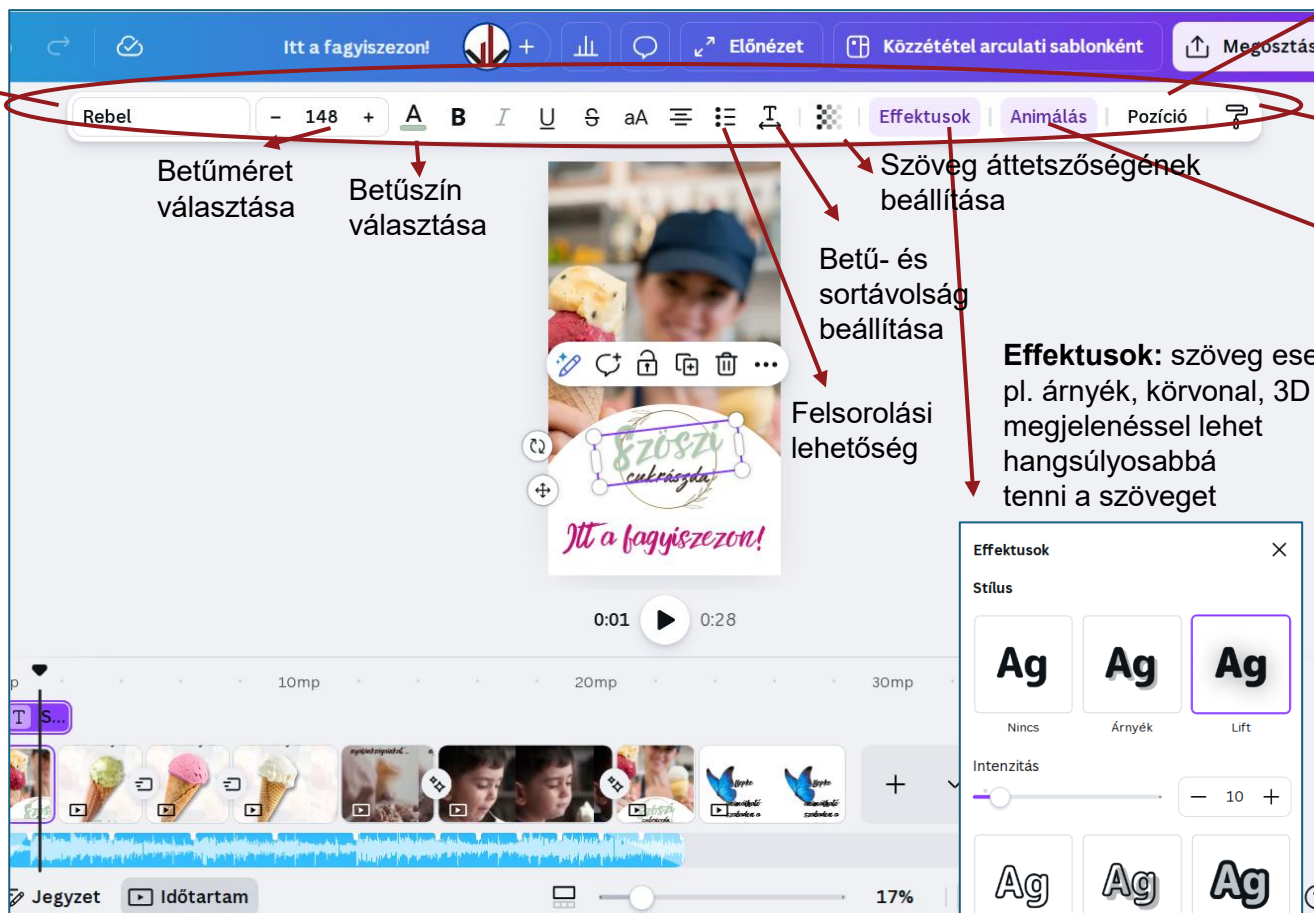 Itt a fagyiszezon!
+
Előnézet
Közzététel arculati sablonként
Megosztás
Rebel
− 148 +
A B I U S aA
T
Effektusok
Animálás
Pozíció
Betűméret
választása
Betűszín
választása
Szöveg áttetszőségének
beállítása
Betű- és
sortávolság
beállítása
Felsorolási
lehetőség
Effektusok: szöveg ese
pl. árnyék, körvonal, 3D
megjelenéssel lehet
hangsúlyosabbá
tenni a szöveget
Szöszi
cukrászda
Itt a fagyiszezon!
0:01
0:28
10mp
20mp
30mp
T S...
Effektusok
Stílus
Ag Ag Ag
Nincs Árnyék Lift
Intenzitás
− 10 +
Ag Ag Ag
Jegyzet
Időtartam
17%